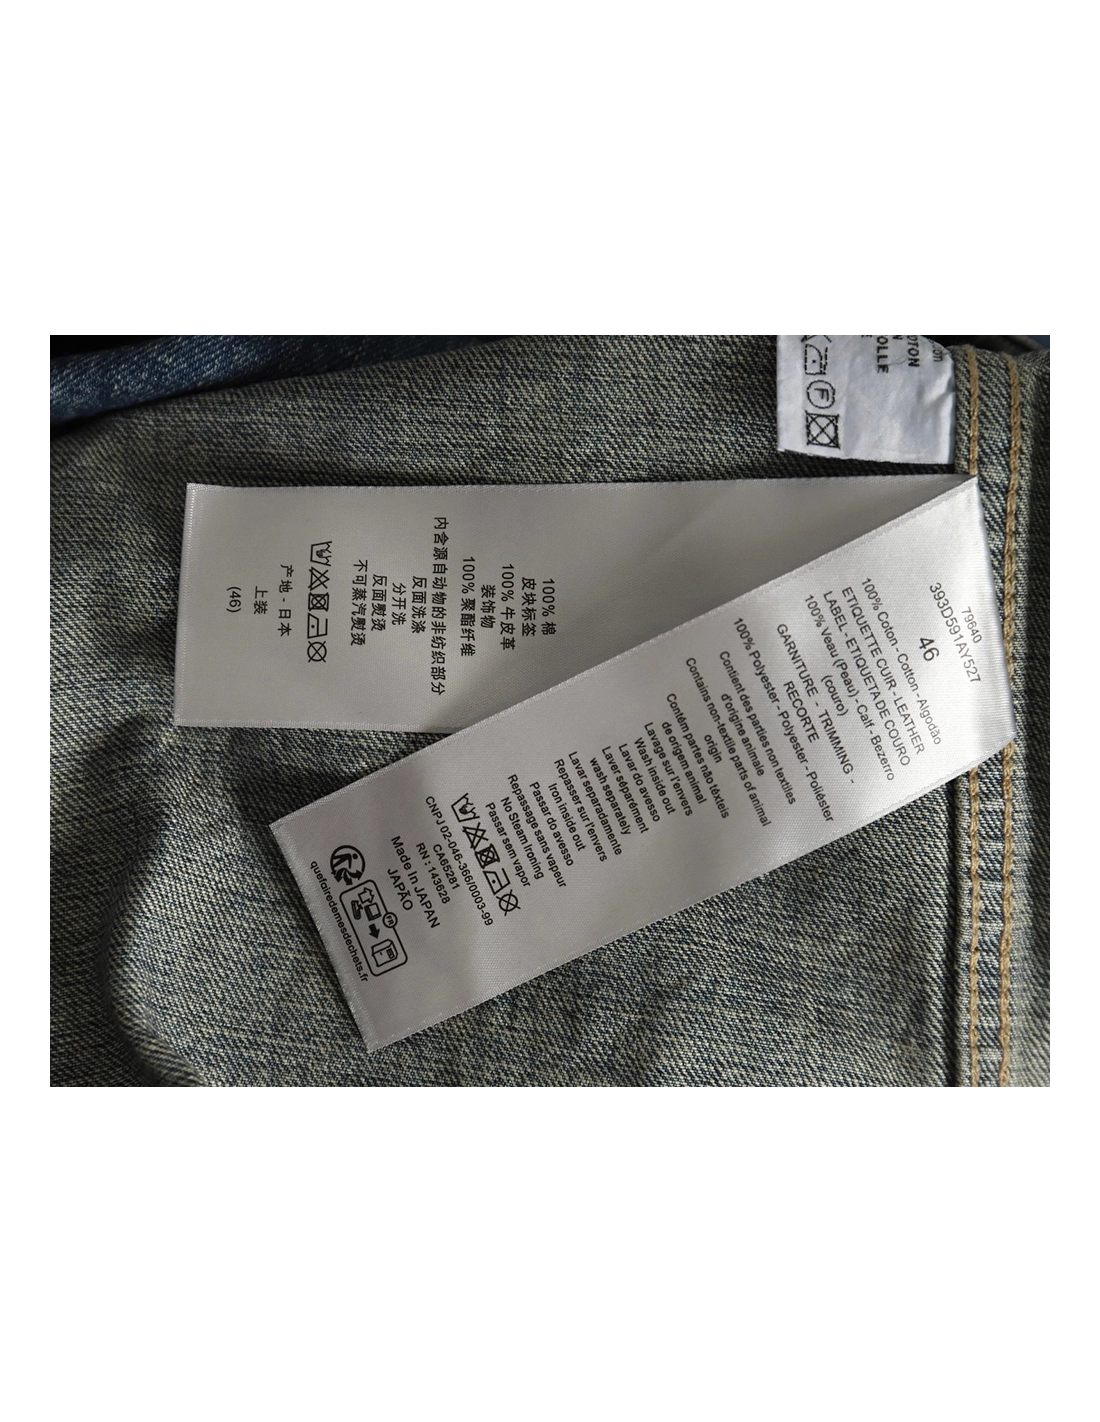 79640
393D591AY527
46
100% Coton - Cotton - Algodão
ETIQUETTE CUIR - LEATHER
LABEL - ETIQUETA DE COURO
100% Veau (Peau) - Calf - Bezerro
(couro)
GARNITURE - TRIMMING -
RECORTE
100% Polyester - Polyester - Poliéster
Contient des parties non textiles
d'origine animale
Contains non-textile parts of animal
origin
Contém partes não têxteis
de origem animal
Lavage sur l'envers
Wash inside out
Lavar do avesso
Laver séparément
wash separately
Lavar separadamente
Repasser sur l'envers
Iron inside out
Passar do avesso
Repassage sans vapeur
No Steam Ironing
Passar sem vapor
CNPJ 02-046-366/0003-99
CA65281
RN : 143628
Made In JAPAN
JAPÃO
FR
quefairedemesdechets.fr
100% 棉
皮块标签
100% 牛皮革
装饰物
100% 聚酯纤维
内含源自动物的非纺织部分
反面洗涤
分开洗
反面熨烫
不可蒸汽熨烫
产地 - 日本
上装
(46)
OLLE
F